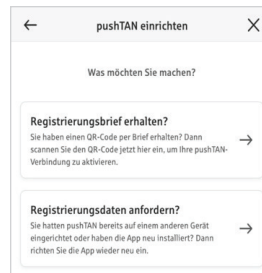 pushTAN einrichten
Was möchten Sie machen?
Registrierungsbrief erhalten?
Sie haben einen QR-Code per Brief erhalten? Dann
scannen Sie den QR-Code jetzt hier ein, um Ihre pushTAN-
Verbindung zu aktivieren.
Registrierungsdaten anfordern?
Sie hatten pushTAN bereits auf einem anderen Gerät
eingerichtet oder haben die App neu installiert? Dann
richten Sie die App wieder neu ein.